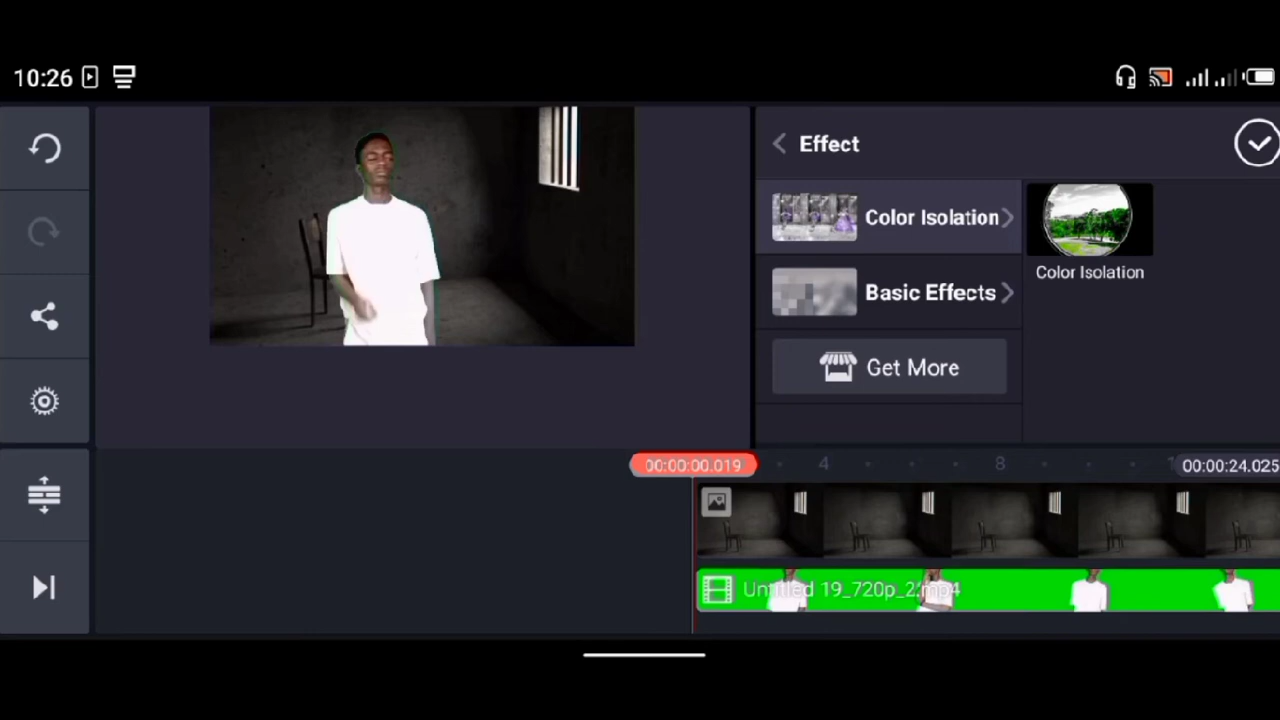 10:26
Effect
Color Isolation
Color Isolation
Basic Effects
Get More
00:00:00.019
4
8
00:00:24.025
Untitled 19_720p_2.mp4